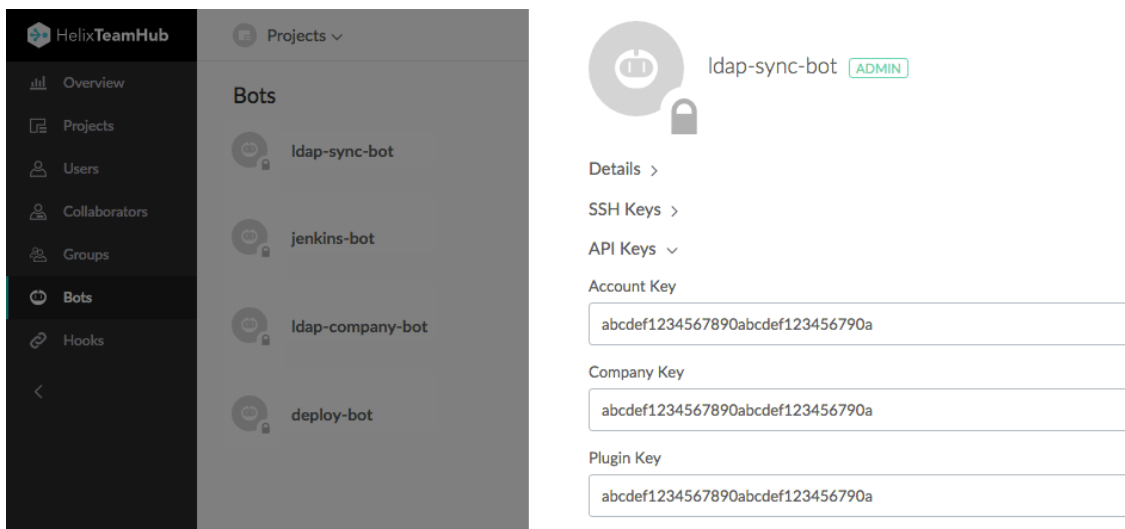 HelixTeamHub
Overview
Projects
Users
Collaborators
Groups
Bots
Hooks
Projects
Bots
ldap-sync-bot
jenkins-bot
ldap-company-bot
deploy-bot
ldap-sync-bot ADMIN
Details
SSH Keys
API Keys
Account Key
abcdef1234567890abcdef123456790a
Company Key
abcdef1234567890abcdef123456790a
Plugin Key
abcdef1234567890abcdef123456790a